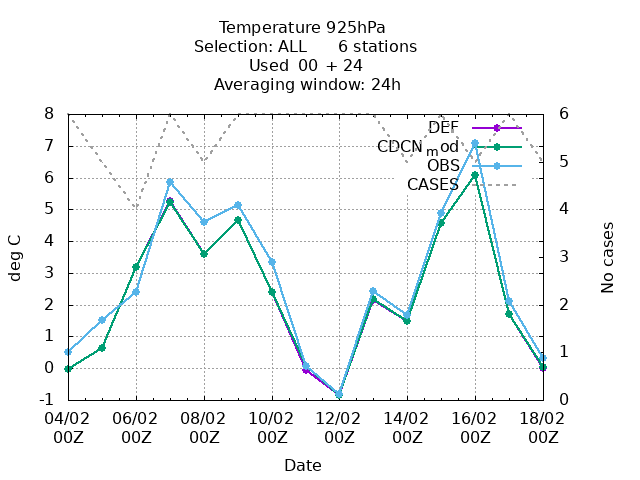 Temperature 925hPa
Selection: ALL 6 stations
Used 00 + 24
Averaging window: 24h
DEF
CDCN mod
OBS
CASES
8
7
6
5
4
3
2
1
0
-1
6
5
4
3
2
1
0
deg C
No cases
04/02 06/02 08/02 10/02 12/02 14/02 16/02 18/02
00Z 00Z 00Z 00Z 00Z 00Z 00Z 00Z
Date